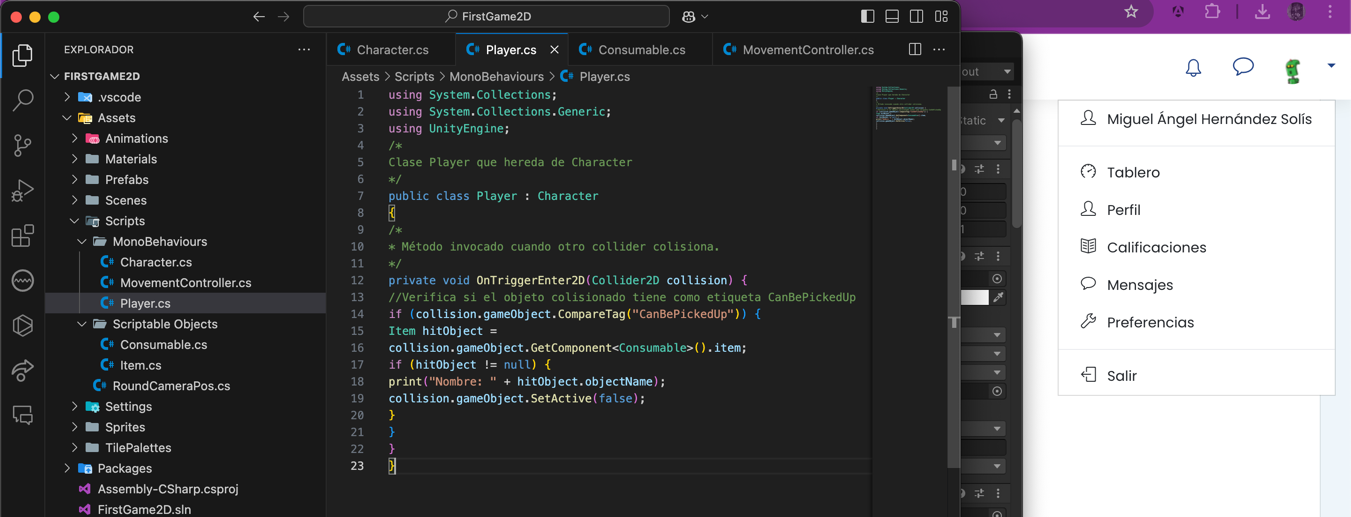 FirstGame2D
EXPLORADOR
FIRSTGAME2D
.vscode
Assets
Animations
Materials
Prefabs
Scenes
Scripts
MonoBehaviours
Character.cs
MovementController.cs
Player.cs
Scriptable Objects
Consumable.cs
Item.cs
RoundCameraPos.cs
Settings
Sprites
TilePalettes
Packages
Assembly-CSharp.csproj
FirstGame2D.sln
Character.cs Player.cs Consumable.cs MovementController.cs
Assets > Scripts > MonoBehaviours > Player.cs
1 using System.Collections;
2 using System.Collections.Generic;
3 using UnityEngine;
4 /*
5 Clase Player que hereda de Character
6 */
7 public class Player : Character
8 {
9 /*
10 * Método invocado cuando otro collider colisiona.
11 */
12 private void OnTriggerEnter2D(Collider2D collision) {
13 //Verifica si el objeto colisionado tiene como etiqueta CanBePickedUp
14 if (collision.gameObject.CompareTag("CanBePickedUp")) {
15 Item hitObject =
16 collision.gameObject.GetComponent<Consumable>().item;
17 if (hitObject != null) {
18 print("Nombre: " + hitObject.objectName);
19 collision.gameObject.SetActive(false);
20 }
21 }
22 }
23 }
out
Static
Miguel Ángel Hernández Solís
Tablero
Perfil
Calificaciones
Mensajes
Preferencias
Salir